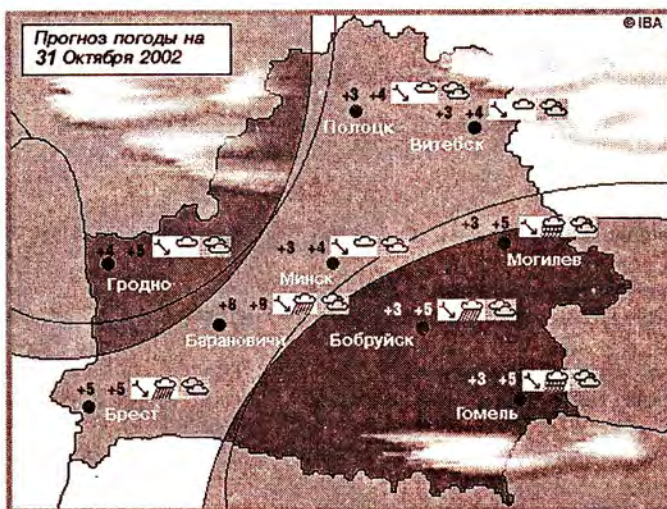 Прогноз погоды на
31 Октября 2002
© IBA
+3 +4
Полоцк
+3 +4
Витебск
+3 +5
Могилев
+4 +5
Гродно
+3 +4
Минск
+8 +9
Барановичи
+3 +5
Бобруйск
+5 +5
Брест
+3 +5
Гомель